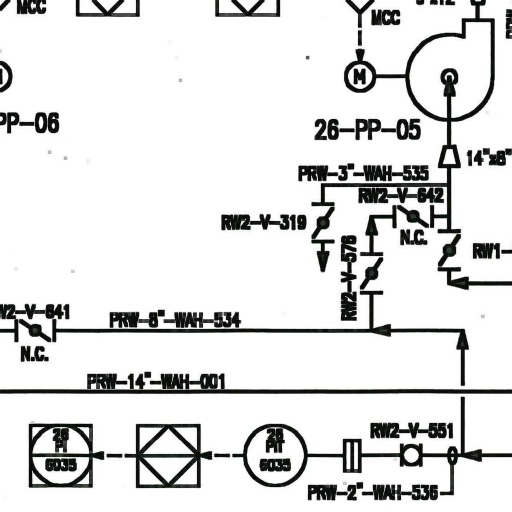 MCC
MCC
M
PP-06
26-PP-05
14"x8"
PRW-3"-WAH-535
RW2-V-642
RW2-V-319
N.C.
RW2-V-576
RW1-
W2-V-641
PRW-8"-WAH-534
N.C.
PRW-14"-WAH-001
26
PI
6035
26
PIT
6035
RW2-V-551
PRW-2"-WAH-536